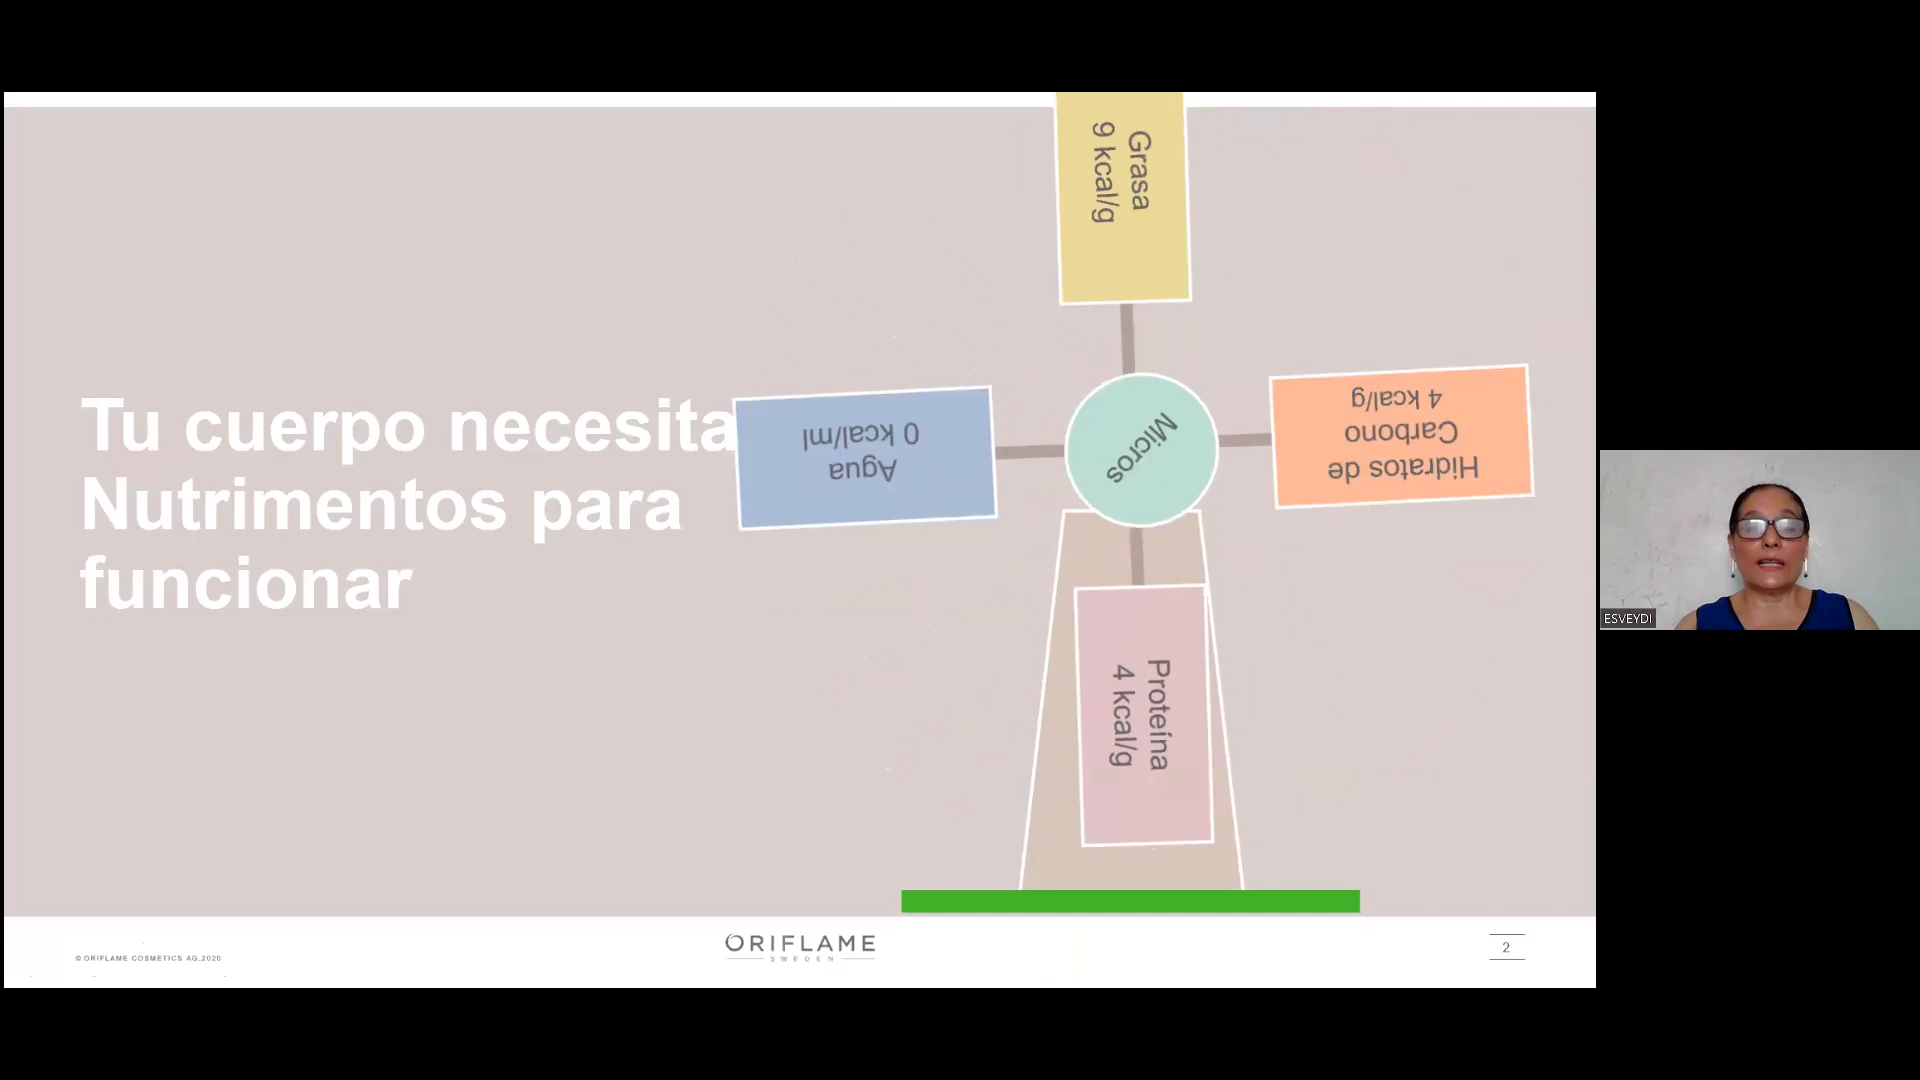 Tu cuerpo necesita
Nutrimentos para
funcionar
Grasa
9 kcal/g
Agua
0 kcal/ml
Micros
Hidratos de
Carbono
4 kcal/g
Proteína
4 kcal/g
© ORIFLAME COSMETICS AG,2020
ORIFLAME
SWEDEN
2
ESVEYDI